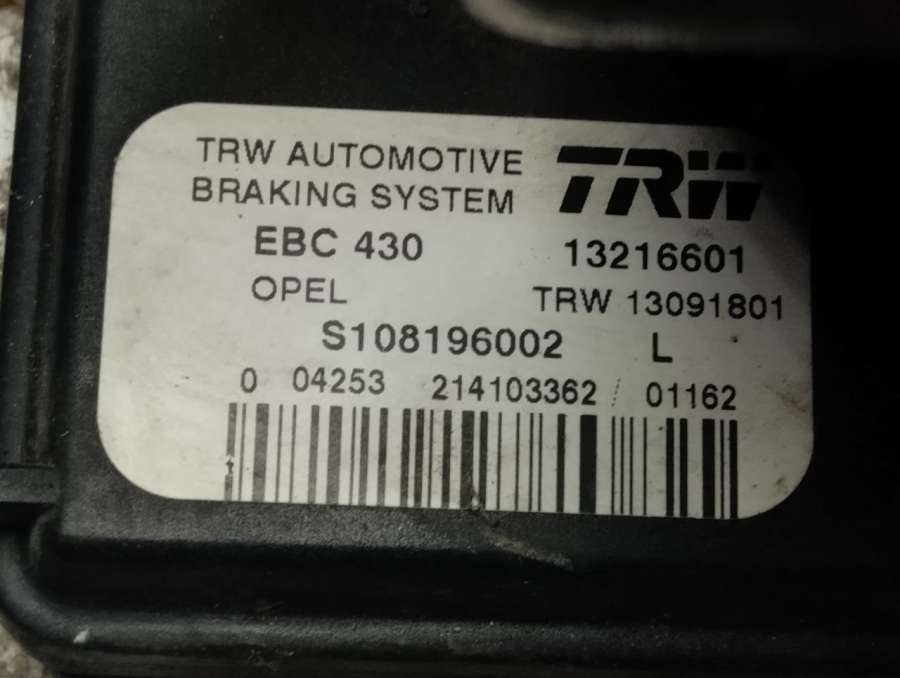 TRW AUTOMOTIVE
BRAKING SYSTEM
TRW
EBC 430
13216601
OPEL
TRW 13091801
S108196002 L
0 04253 214103362 / 01162